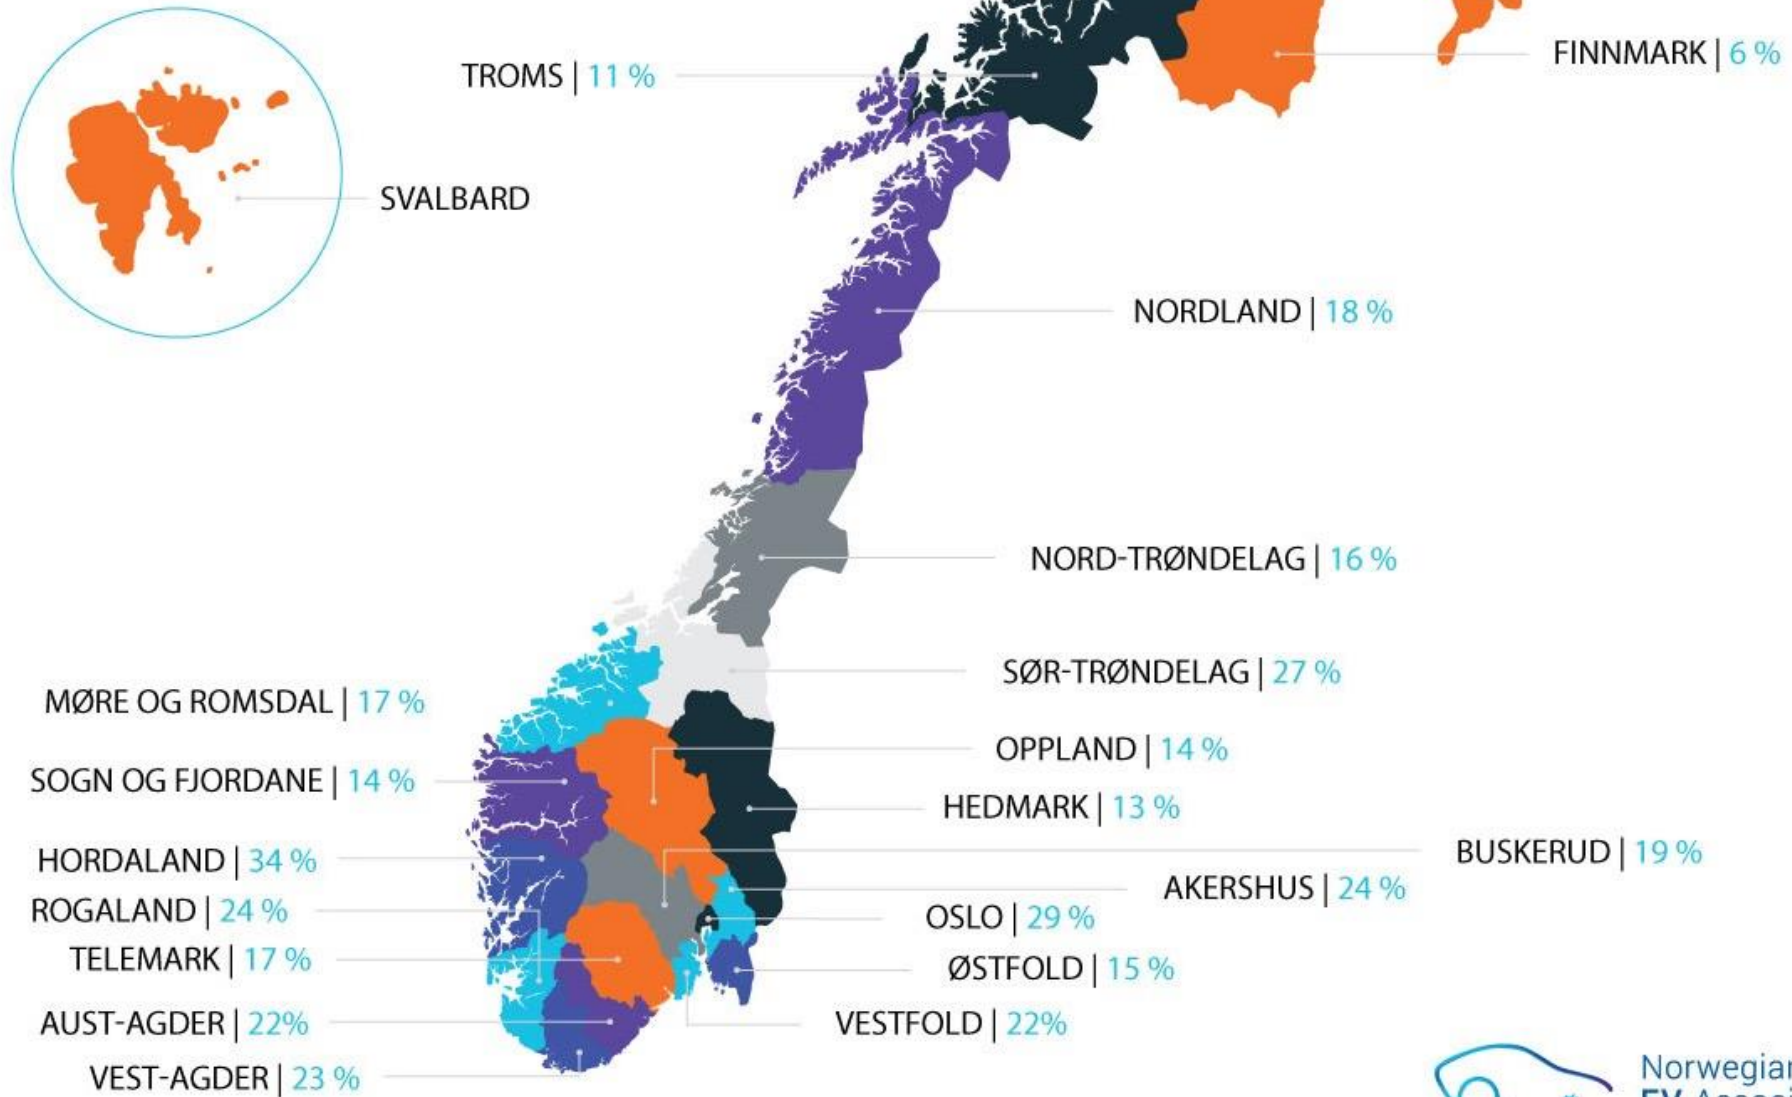 FINNMARK | 6 %
TROMS | 11 %
SVALBARD
NORDLAND | 18 %
NORD-TRØNDELAG | 16 %
SØR-TRØNDELAG | 27 %
MØRE OG ROMSDAL | 17 %
OPPLAND | 14 %
SOGN OG FJORDANE | 14 %
HEDMARK | 13 %
BUSKERUD | 19 %
HORDALAND | 34 %
AKERSHUS | 24 %
ROGALAND | 24 %
OSLO | 29 %
TELEMARK | 17 %
ØSTFOLD | 15 %
AUST-AGDER | 22%
VESTFOLD | 22%
VEST-AGDER | 23 %
Norwegian
EV